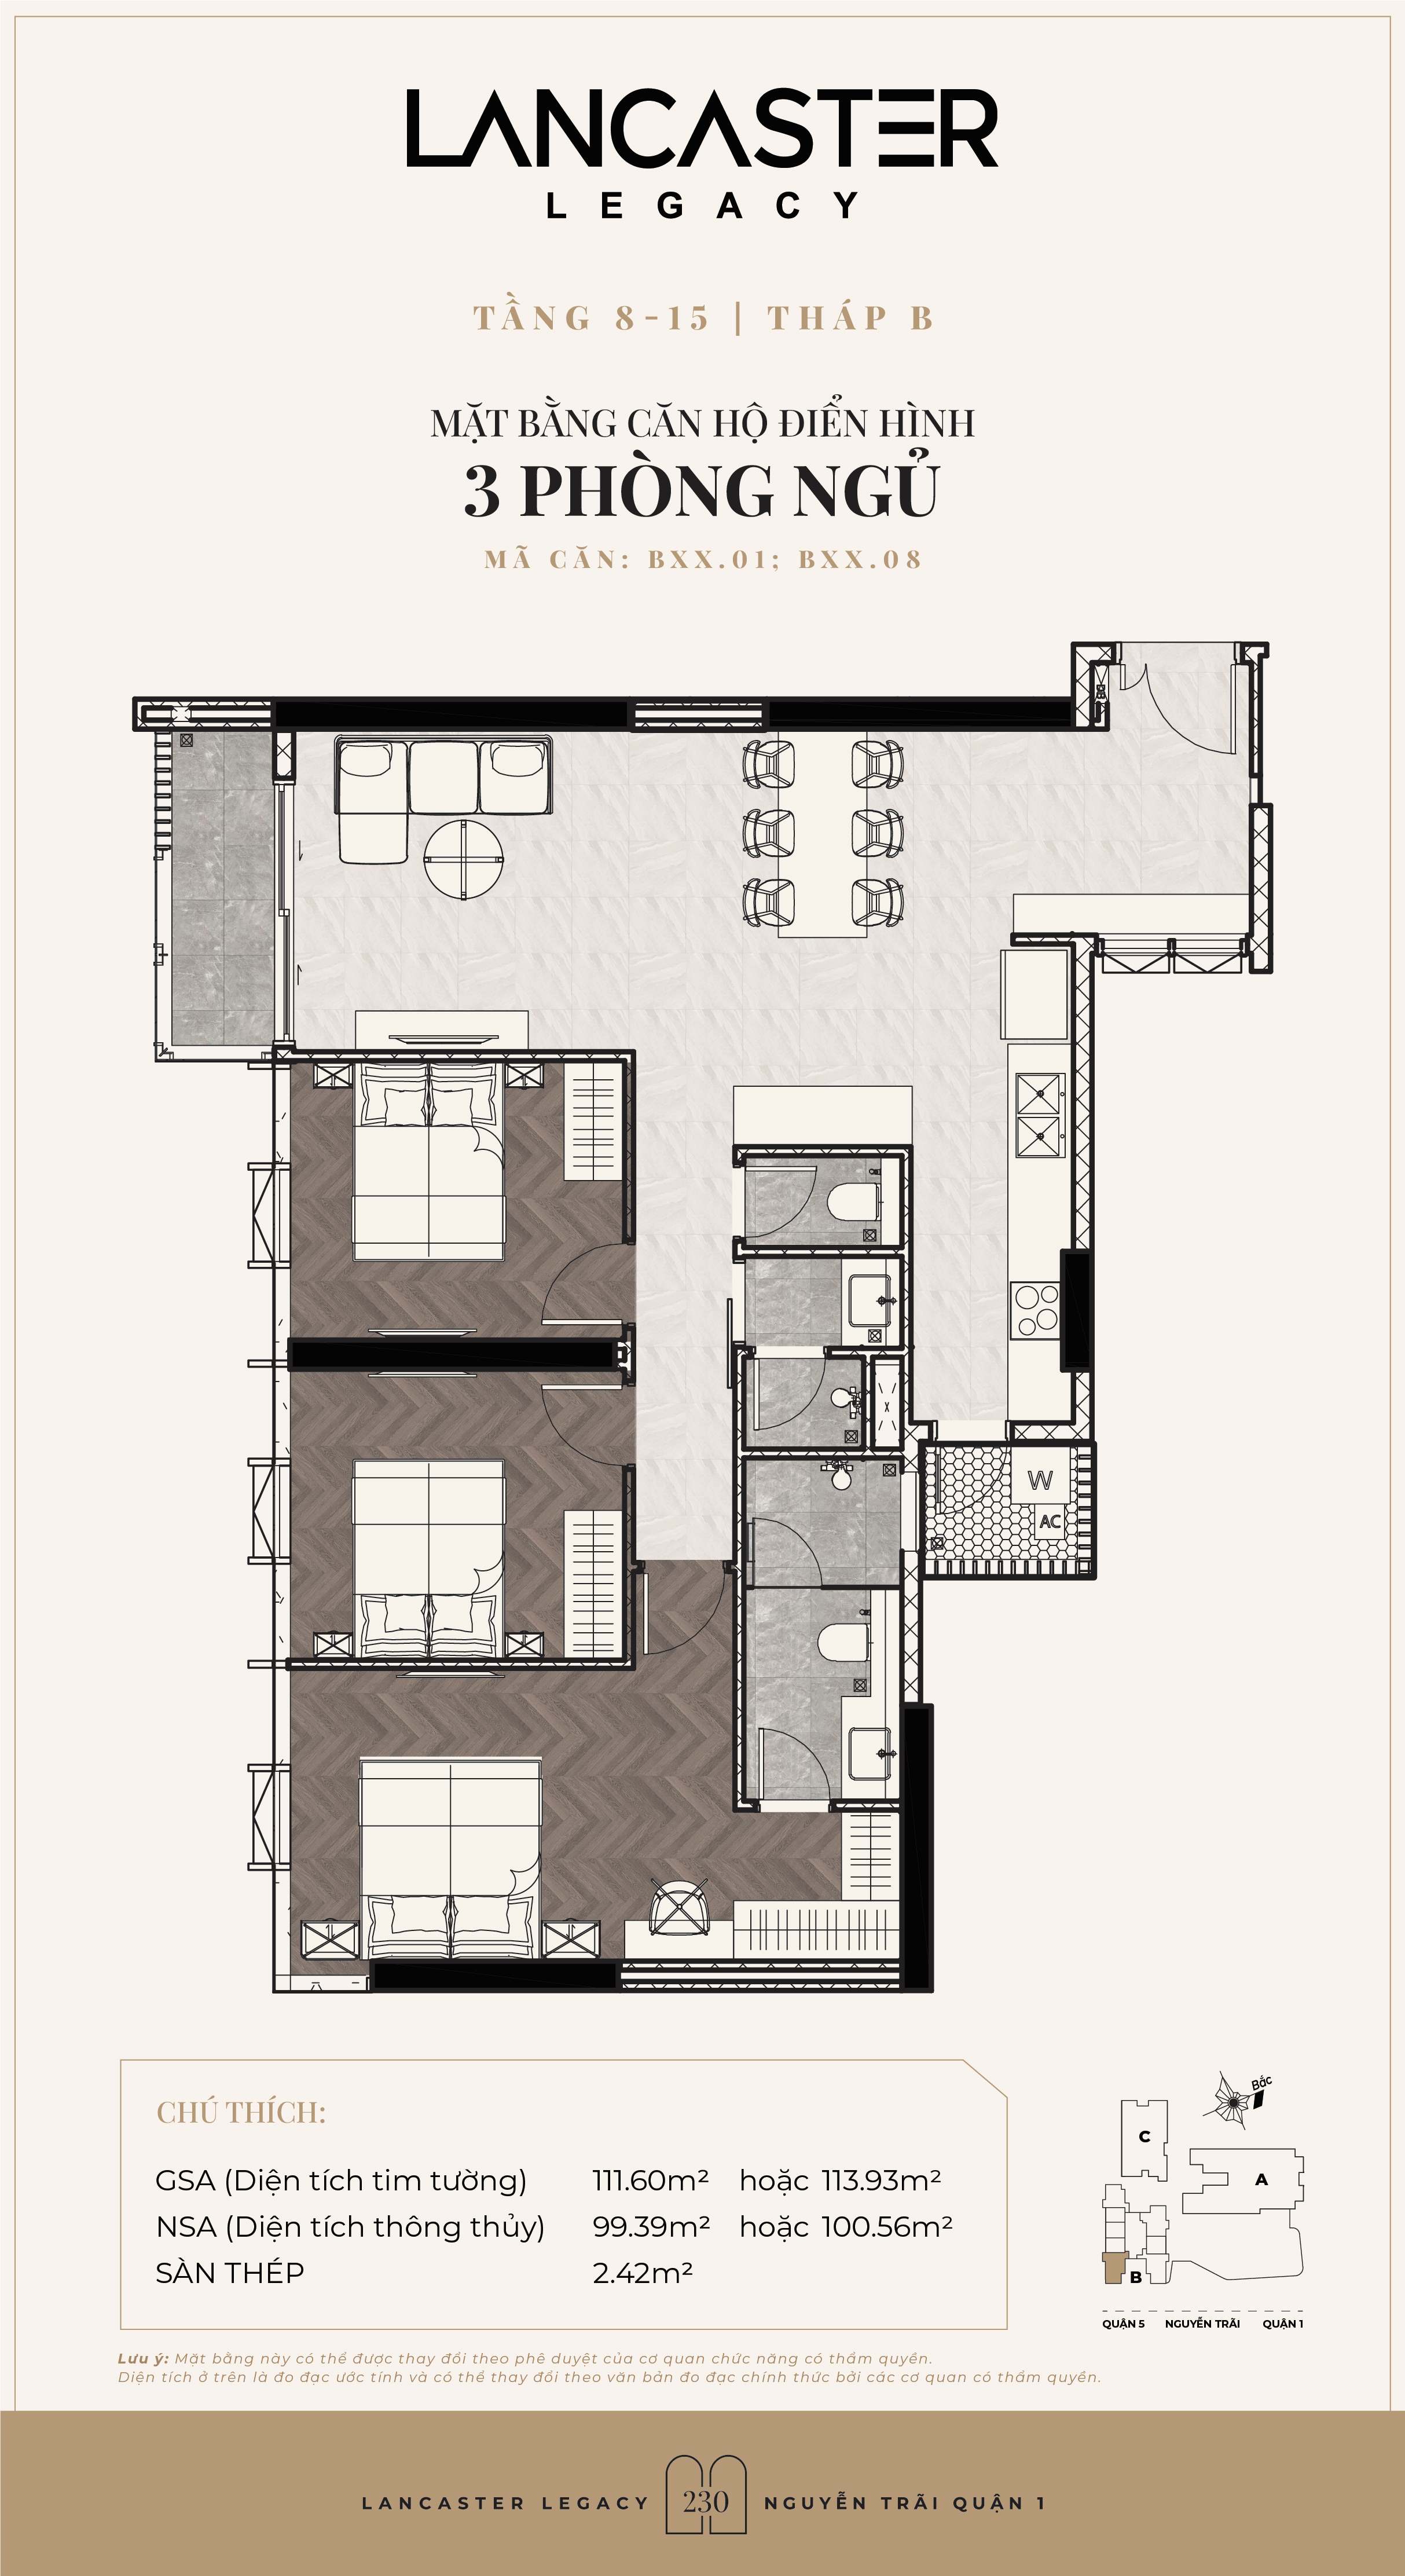 LANCASTER
LEGACY
TẦNG 8-15 | THÁP B
MẶT BẰNG CĂN HỘ ĐIỂN HÌNH
3 PHÒNG NGỦ
MÃ CĂN: BXX.01; BXX.08
DB
W
AC
CHÚ THÍCH:
GSA (Diện tích tim tường) 111.60m² hoặc 113.93m²
NSA (Diện tích thông thủy) 99.39m² hoặc 100.56m²
SÀN THÉP 2.42m²
Bắc
C
A
B
QUẬN 5 NGUYỄN TRÃI QUẬN 1
Lưu ý: Mặt bằng này có thể được thay đổi theo phê duyệt của cơ quan chức năng có thẩm quyền.
Diện tích ở trên là đo đạc ước tính và có thể thay đổi theo văn bản đo đạc chính thức bởi các cơ quan có thẩm quyền.
LANCASTER LEGACY 230 NGUYỄN TRÃI QUẬN 1